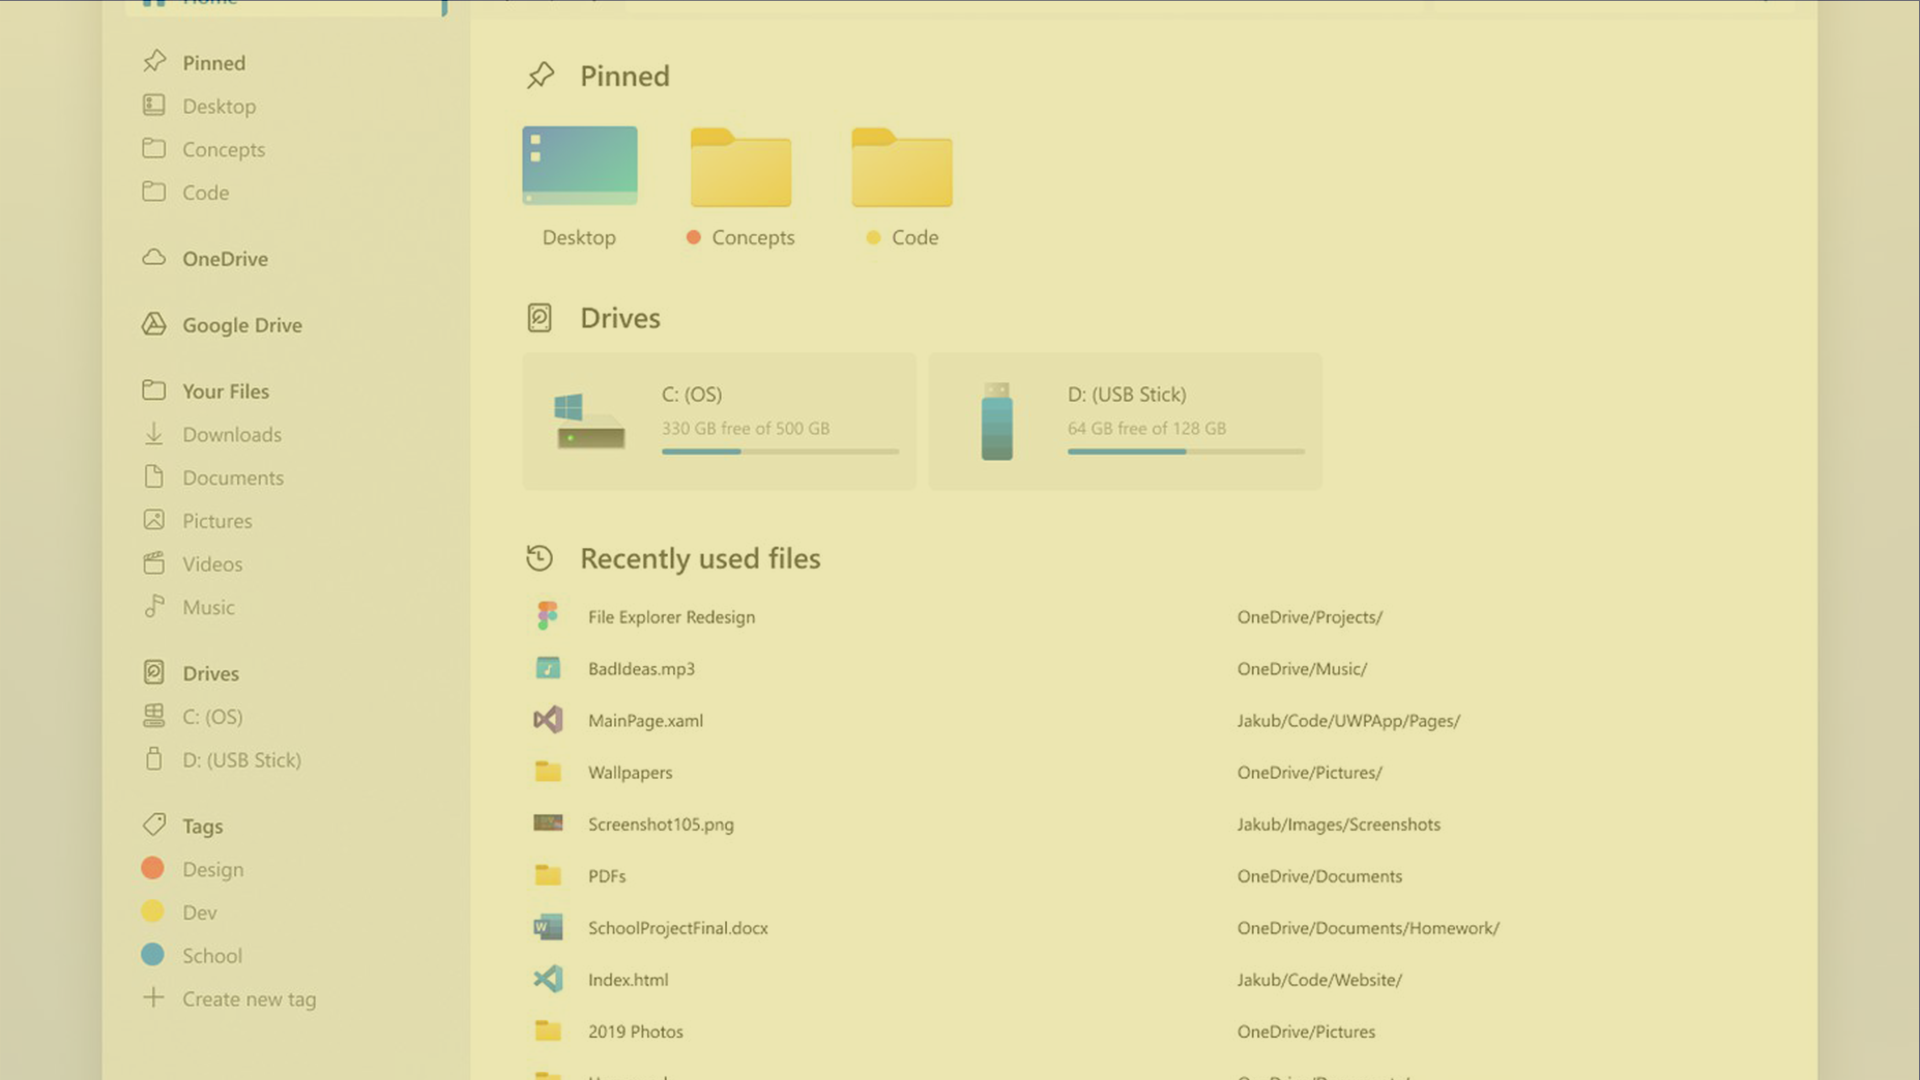 Home
Pinned
Desktop
Concepts
Code
OneDrive
Google Drive
Your Files
Downloads
Documents
Pictures
Videos
Music
Drives
C: (OS)
D: (USB Stick)
Tags
Design
Dev
School
Create new tag
Pinned
Desktop
Concepts
Code
Drives
C: (OS)
330 GB free of 500 GB
D: (USB Stick)
64 GB free of 128 GB
Recently used files
File Explorer Redesign OneDrive/Projects/
BadIdeas.mp3 OneDrive/Music/
MainPage.xaml Jakub/Code/UWPApp/Pages/
Wallpapers OneDrive/Pictures/
Screenshot105.png Jakub/Images/Screenshots
PDFs OneDrive/Documents
W
SchoolProjectFinal.docx OneDrive/Documents/Homework/
Index.html Jakub/Code/Website/
2019 Photos OneDrive/Pictures